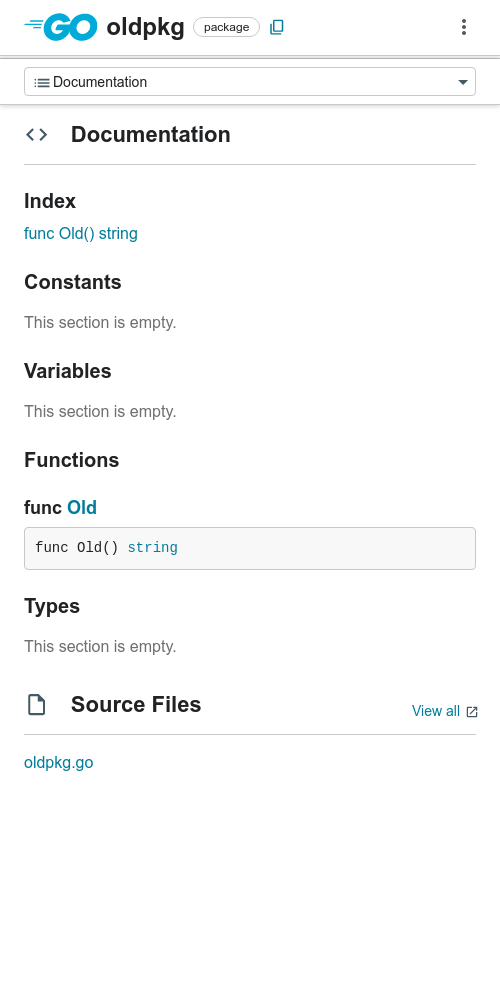 GO oldpkg package
Documentation
Documentation
Index
func Old() string
Constants
This section is empty.
Variables
This section is empty.
Functions
func Old
func Old() string
Types
This section is empty.
Source Files
View all
oldpkg.go